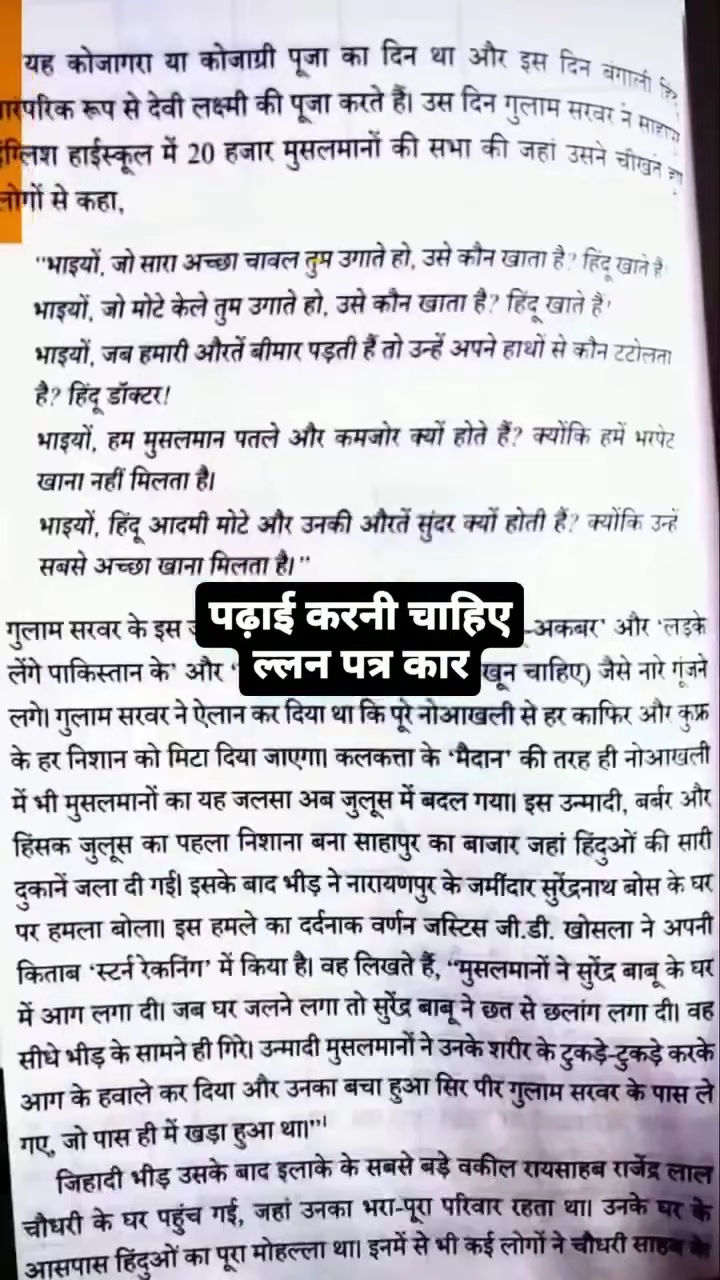 यह कोजागरा या कोजाग्री पूजा का दिन था और इस दिन बंगाली
पारंपरिक रूप से देवी लक्ष्मी की पूजा करते हैं। उस दिन गुलाम सरवर ने
इंग्लिश हाईस्कूल में 20 हजार मुसलमानों की सभा की जहां उसने चीखते
लोगों से कहा,
"भाइयों, जो सारा अच्छा चावल तुम उगाते हो, उसे कौन खाता है? हिंदू खाते है
भाइयों, जो मोटे केले तुम उगाते हो, उसे कौन खाता है? हिंदू खाते हैं'
भाइयों, जब हमारी औरतें बीमार पड़ती हैं तो उन्हें अपने हाथों से कौन टटोलता
है? हिंदू डॉक्टर!
भाइयों, हम मुसलमान पतले और कमजोर क्यों होते हैं? क्योंकि हमें भरपेट
खाना नहीं मिलता है।
भाइयों, हिंदू आदमी मोटे और उनकी औरतें सुंदर क्यों होती हैं? क्योंकि उन्हें
सबसे अच्छा खाना मिलता है।"
पढ़ाई करनी चाहिए
ल्लन पत्र कार
गुलाम सरवर के इस -अकबर' और 'लड़के
लेंगे पाकिस्तान के' और ' खून चाहिए) जैसे नारे गूंजने
लगे। गुलाम सरवर ने ऐलान कर दिया था कि पूरे नोआखली से हर काफिर और कुफ्र
के हर निशान को मिटा दिया जाएगा। कलकत्ता के 'मैदान' की तरह ही नोआखली
में भी मुसलमानों का यह जलसा अब जुलूस में बदल गया। इस उन्मादी, बर्बर और
हिंसक जुलूस का पहला निशाना बना साहापुर का बाजार जहां हिंदुओं की सारी
दुकानें जला दी गईं। इसके बाद भीड़ ने नारायणपुर के जमींदार सुरेंद्रनाथ बोस के घर
पर हमला बोला। इस हमले का दर्दनाक वर्णन जस्टिस जी.डी. खोसला ने अपनी
किताब 'स्टर्न रेकनिंग' में किया है। वह लिखते हैं, "मुसलमानों ने सुरेंद्र बाबू के घर
में आग लगा दी। जब घर जलने लगा तो सुरेंद्र बाबू ने छत से छलांग लगा दी। वह
सीधे भीड़ के सामने ही गिरे। उन्मादी मुसलमानों ने उनके शरीर के टुकड़े-टुकड़े करके
आग के हवाले कर दिया और उनका बचा हुआ सिर पीर गुलाम सरवर के पास ले
गए, जो पास ही में खड़ा हुआ था।"¹
जिहादी भीड़ उसके बाद इलाके के सबसे बड़े वकील रायसाहब राजेंद्र लाल
चौधरी के घर पहुंच गई, जहां उनका भरा-पूरा परिवार रहता था। उनके घर के
आसपास हिंदुओं का पूरा मोहल्ला था। इनमें से भी कई लोगों ने चौधरी साहब के